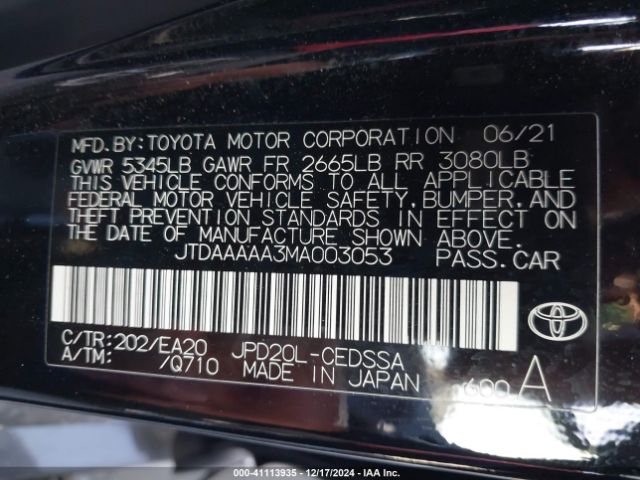 MFD.BY:TOYOTA MOTOR CORPORATION 06/21
GVWR 5345LB GAWR FR 2665LB RR 3080LB
THIS VEHICLE CONFORMS TO ALL APPLICABLE
FEDERAL MOTOR VEHICLE SAFETY, BUMPER, AND
THEFT PREVENTION STANDARDS IN EFFECT ON
THE DATE OF MANUFACTURE SHOWN ABOVE.
JTDAAAAA3MA003053 PASS.CAR
C/TR:202/EA20 JPD20L-CEDSSA
A/TM: /Q710 MADE IN JAPAN 600 A
000-41113935 - 12/17/2024 - IAA Inc.